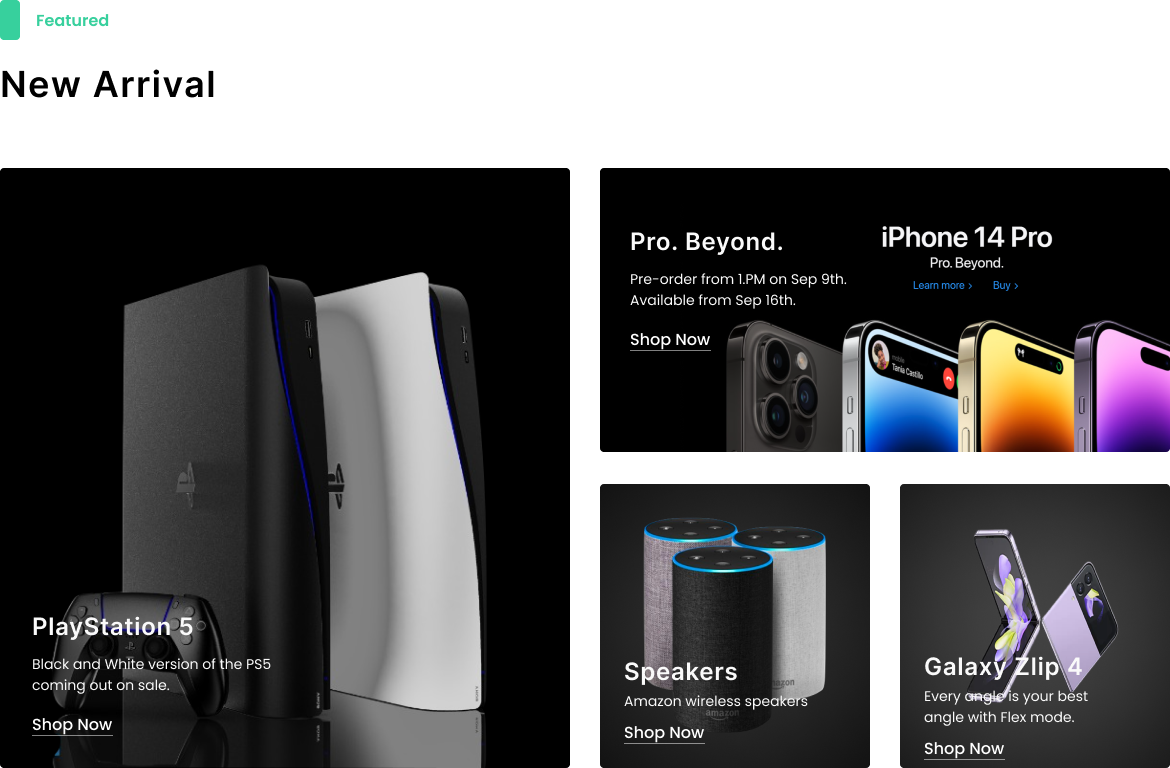 Featured
New Arrival
PlayStation 5
Black and White version of the PS5
coming out on sale.
Shop Now
Pro. Beyond.
Pre-order from 1.PM on Sep 9th.
Available from Sep 16th.
Shop Now
iPhone 14 Pro
Pro. Beyond.
Learn more >
Buy >
mobile
Tania Castillo
Speakers
Amazon wireless speakers
Shop Now
amazon
amazon
Galaxy Zlip 4
Every angle is your best
angle with Flex mode.
Shop Now